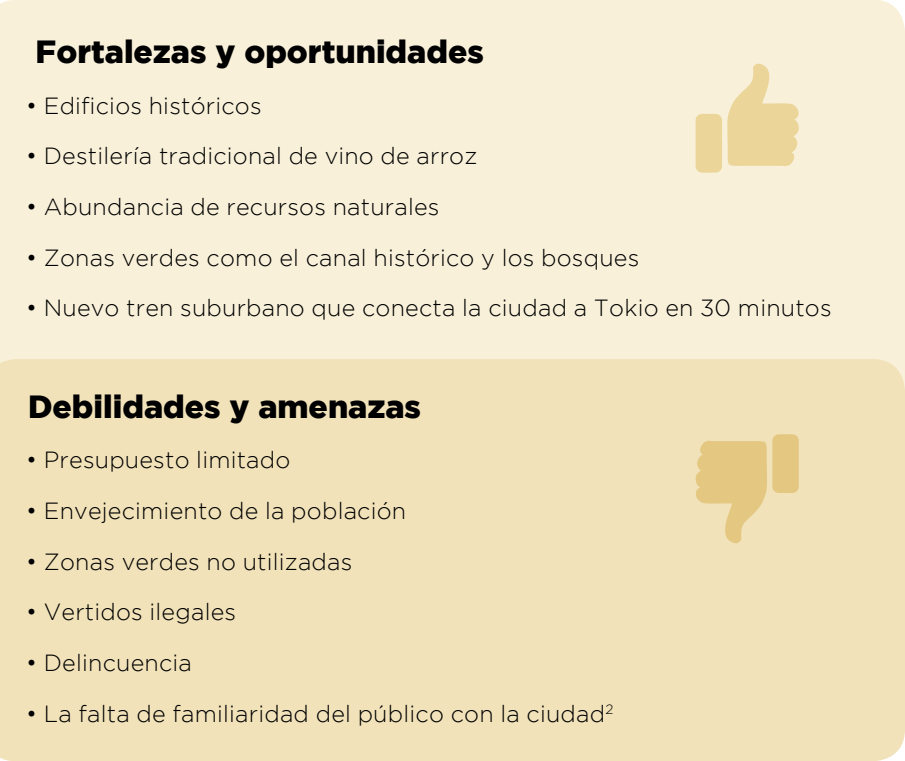 Fortalezas y oportunidades
• Edificios históricos
• Destilería tradicional de vino de arroz
• Abundancia de recursos naturales
• Zonas verdes como el canal histórico y los bosques
• Nuevo tren suburbano que conecta la ciudad a Tokio en 30 minutos
Debilidades y amenazas
• Presupuesto limitado
• Envejecimiento de la población
• Zonas verdes no utilizadas
• Vertidos ilegales
• Delincuencia
• La falta de familiaridad del público con la ciudad²